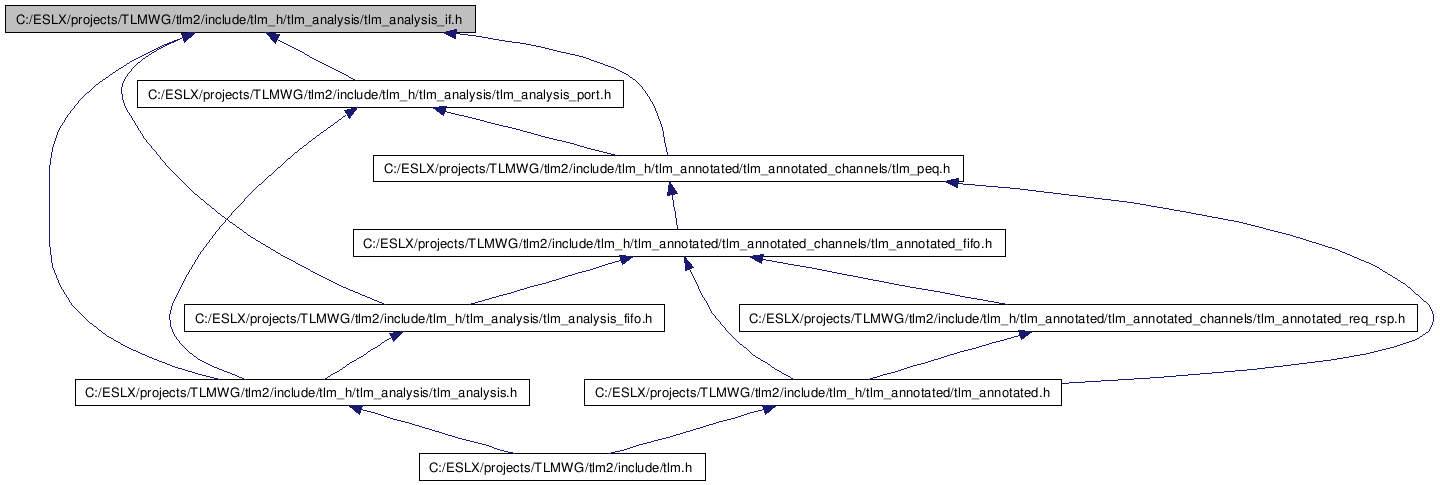 C:/ESLX/projects/TLMWG/tlm2/include/tlm_h/tlm_analysis/tlm_analysis_if.h
C:/ESLX/projects/TLMWG/tlm2/include/tlm_h/tlm_analysis/tlm_analysis_port.h
C:/ESLX/projects/TLMWG/tlm2/include/tlm_h/tlm_annotated/tlm_annotated_channels/tlm_peq.h
C:/ESLX/projects/TLMWG/tlm2/include/tlm_h/tlm_annotated/tlm_annotated_channels/tlm_annotated_fifo.h
C:/ESLX/projects/TLMWG/tlm2/include/tlm_h/tlm_analysis/tlm_analysis_fifo.h
C:/ESLX/projects/TLMWG/tlm2/include/tlm_h/tlm_annotated/tlm_annotated_channels/tlm_annotated_req_rsp.h
C:/ESLX/projects/TLMWG/tlm2/include/tlm_h/tlm_analysis/tlm_analysis.h
C:/ESLX/projects/TLMWG/tlm2/include/tlm_h/tlm_annotated/tlm_annotated.h
C:/ESLX/projects/TLMWG/tlm2/include/tlm.h